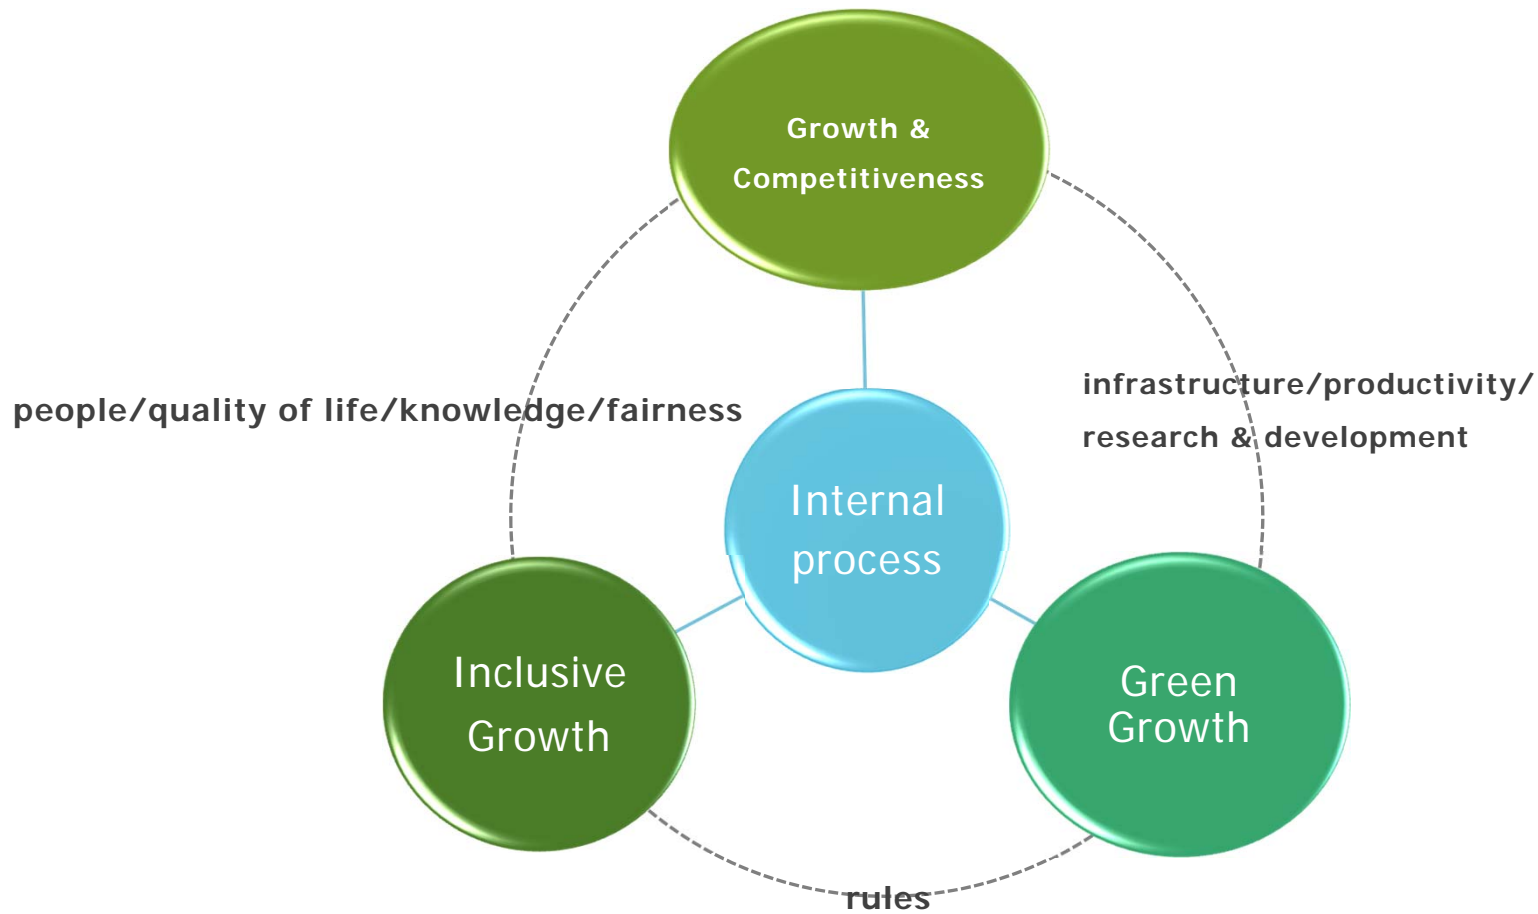 Growth &
Competitiveness
people/quality of life/knowledge/fairness
infrastructure/productivity/
research & development
Internal
process
Inclusive
Growth
Green
Growth
rules